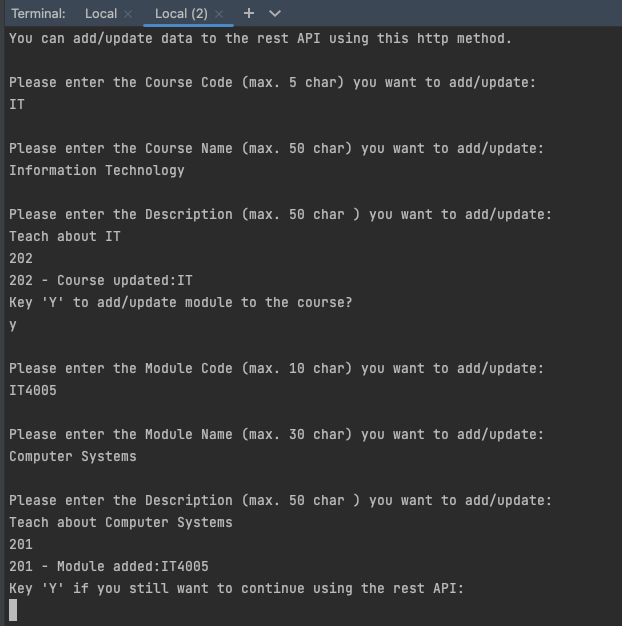 Terminal: Local × Local (2) × +
You can add/update data to the rest API using this http method.
Please enter the Course Code (max. 5 char) you want to add/update:
IT
Please enter the Course Name (max. 50 char) you want to add/update:
Information Technology
Please enter the Description (max. 50 char ) you want to add/update:
Teach about IT
202
202 - Course updated:IT
Key 'Y' to add/update module to the course?
y
Please enter the Module Code (max. 10 char) you want to add/update:
IT4005
Please enter the Module Name (max. 30 char) you want to add/update:
Computer Systems
Please enter the Description (max. 50 char ) you want to add/update:
Teach about Computer Systems
201
201 - Module added:IT4005
Key 'Y' if you still want to continue using the rest API: